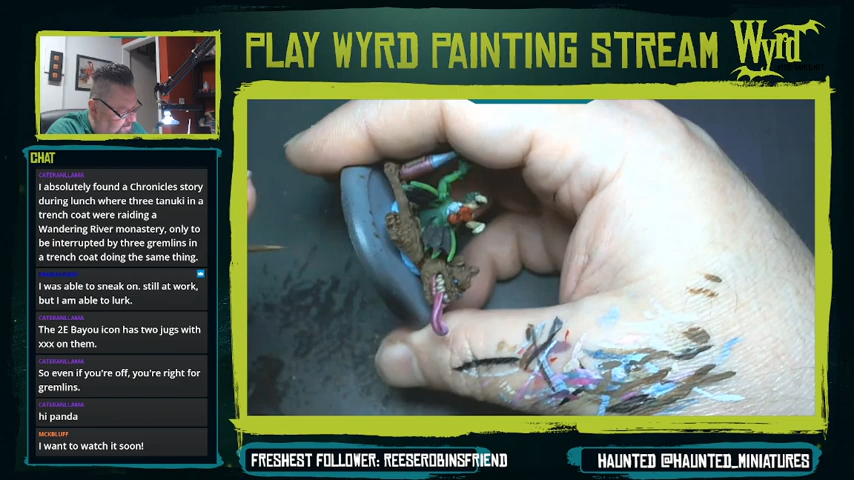 PLAY WYRD PAINTING STREAM
Wyrd
CHAT
CATERANLLAMA
I absolutely found a Chronicles story
during lunch where three tanuki in a
trench coat were raiding a
Wandering River monastery, only to
be interrupted by three gremlins in
a trench coat doing the same thing.
I was able to sneak on. still at work,
but I am able to lurk.
CATERANLLAMA
The 2E Bayou icon has two jugs with
xxx on them.
CATERANLLAMA
So even if you're off, you're right for
gremlins.
CATERANLLAMA
hi panda
MCKBLUFF
I want to watch it soon!
FRESHEST FOLLOWER: REESEROBINSFRIEND
HAUNTED @HAUNTED_MINIATURES